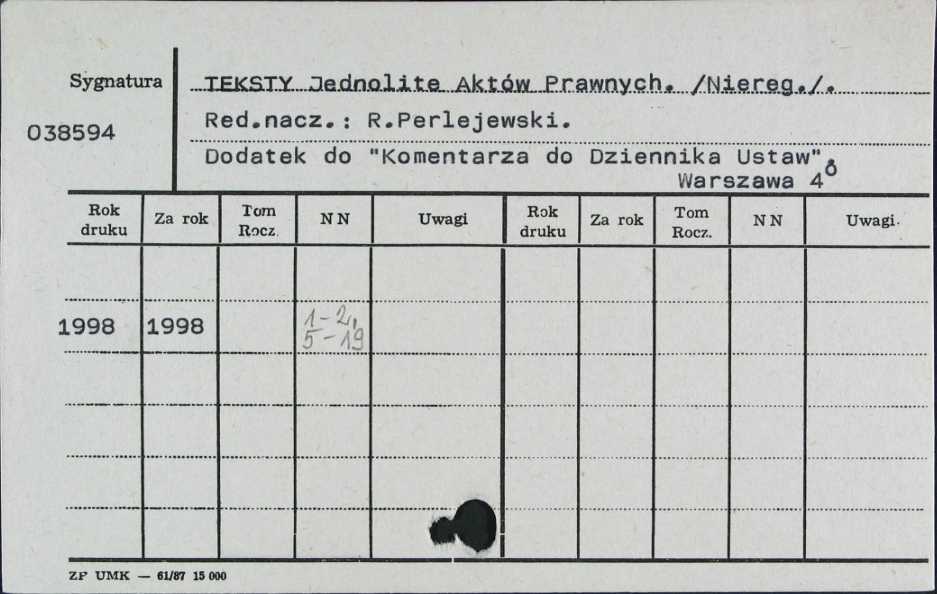 Sygnatura
TEKSTY Jednolite Aktów Prawnych. /Niereg./.
038594
Red.nacz.: R.Perlejewski.
Dodatek do "Komentarza do Dziennika Ustaw".
Warszawa 4°
Rok druku Za rok Tom Rocz. N N Uwagi Rok druku Za rok Tom Rocz. N N Uwagi
1998 1998 1-2, 5-19
ZP UMK — 61/87 15 000